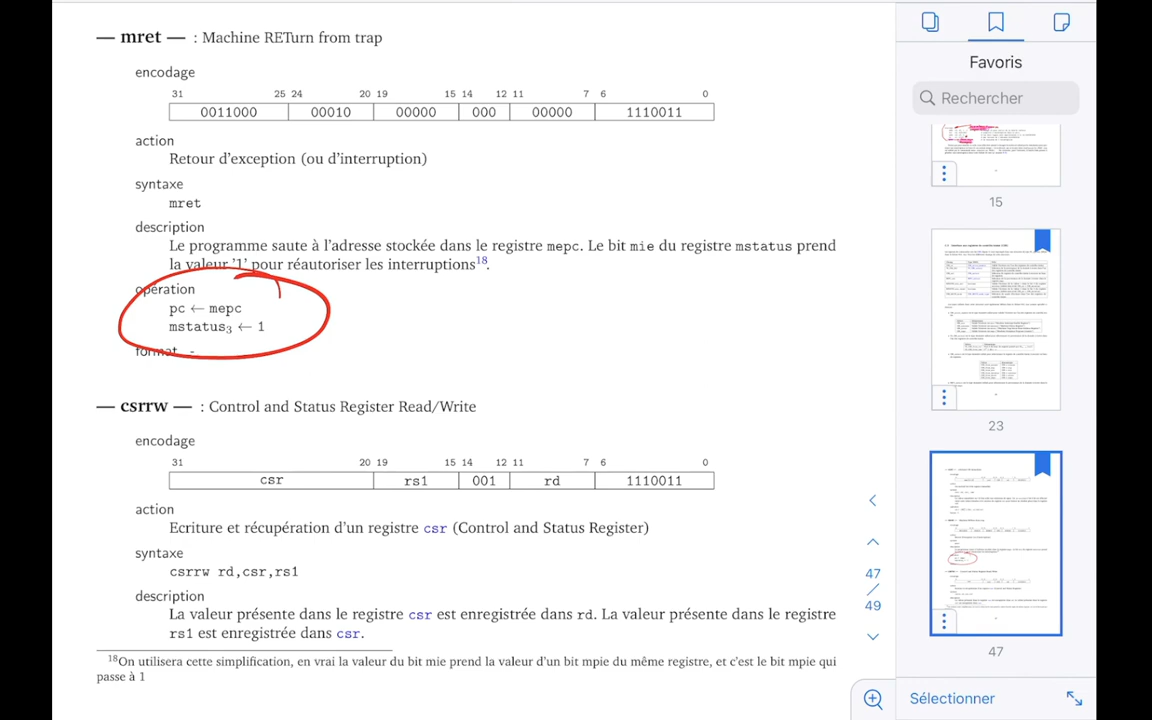 — mret — : Machine RETurn from trap
encodage
31 25 24 20 19 15 14 12 11 7 6 0
0011000 00010 00000 000 00000 1110011
action
Retour d'exception (ou d'interruption)
syntaxe
mret
description
Le programme saute à l'adresse stockée dans le registre mepc. Le bit mie du registre mstatus prend
la valeur '1' pour réautoriser les interruptions18.
operation
pc ← mepc
mstatus3 ← 1
format -
— csrrw — : Control and Status Register Read/Write
encodage
31 20 19 15 14 12 11 7 6 0
csr rs1 001 rd 1110011
action
Ecriture et récupération d'un registre csr (Control and Status Register)
syntaxe
csrrw rd,csr,rs1
description
La valeur présente dans le registre csr est enregistrée dans rd. La valeur présente dans le registre
rs1 est enregistrée dans csr.
18On utilisera cette simplification, en vrai la valeur du bit mie prend la valeur d'un bit mpie du même registre, et c'est le bit mpie qui
passe à 1
47
/
49
Favoris
Rechercher
15
23
47
Sélectionner